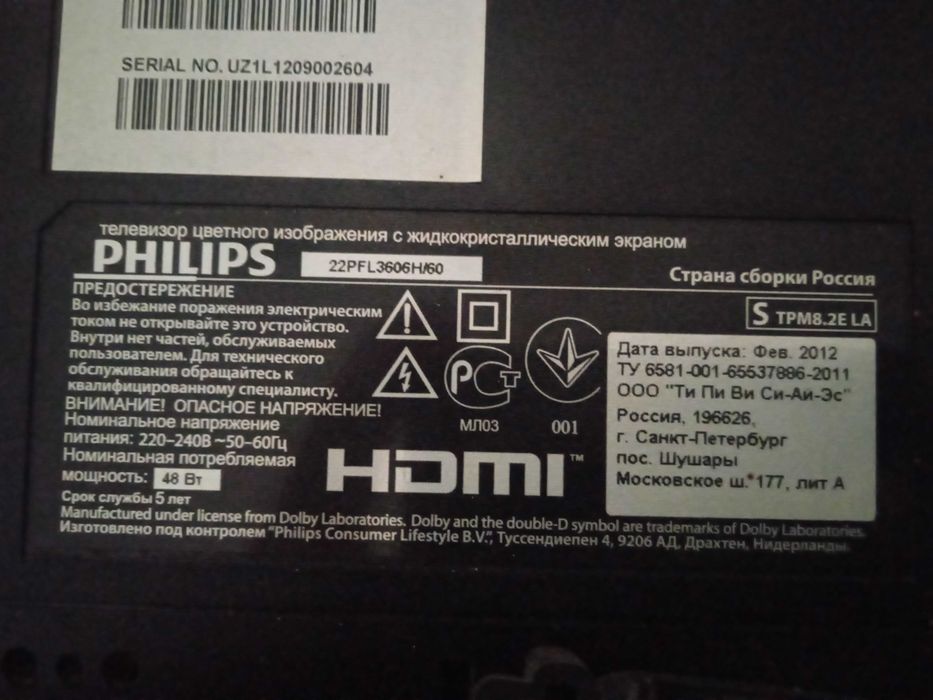 SERIAL NO. UZ1L1209002604
телевизор цветного изображения с жидкокристаллическим экраном
PHILIPS
22PFL3606H/60
Страна сборки Россия
ПРЕДОСТЕРЕЖЕНИЕ
Во избежание поражения электрическим
током не открывайте это устройство.
Внутри нет частей, обслуживаемых
пользователем. Для технического
обслуживания обращайтесь к
квалифицированному специалисту.
ВНИМАНИЕ! ОПАСНОЕ НАПРЯЖЕНИЕ!
Номинальное напряжение
питания: 220–240В ~50–60Гц
Номинальная потребляемая
мощность: 48 Вт
Срок службы 5 лет
РСТ
МЛ03
001
HDMI™
S TPM8.2E LA
Дата выпуска: Фев. 2012
ТУ 6581-001-65537886-2011
ООО "Ти Пи Ви Си-Ай-Эс"
Россия, 196626,
г. Санкт-Петербург
пос. Шушары
Московское ш. 177, лит А
Manufactured under license from Dolby Laboratories. Dolby and the double-D symbol are trademarks of Dolby Laboratories.
Изготовлено под контролем "Philips Consumer Lifestyle B.V.", Туссендиепен 4, 9206 АД, Драхтен, Нидерланды.